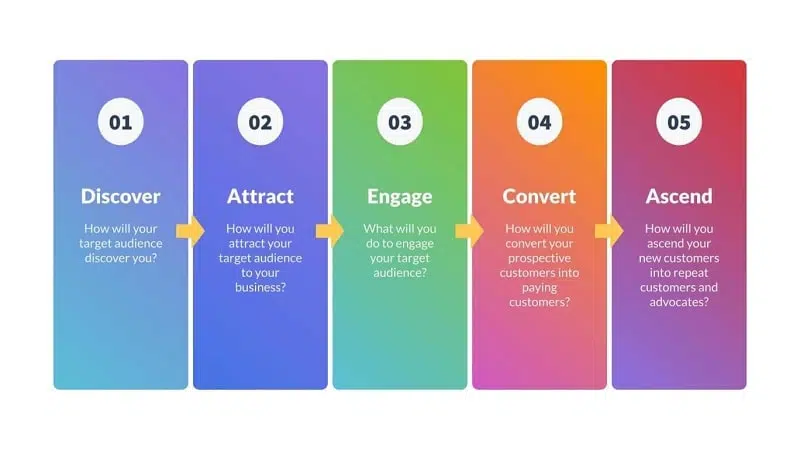 01
Discover
How will your
target audience
discover you?
02
Attract
How will you
attract your
target audience
to your
business?
03
Engage
What will you
do to engage
your target
audience?
04
Convert
How will you
convert your
prospective
customers into
paying
customers?
05
Ascend
How will you
ascend your
new customers
into repeat
customers and
advocates?